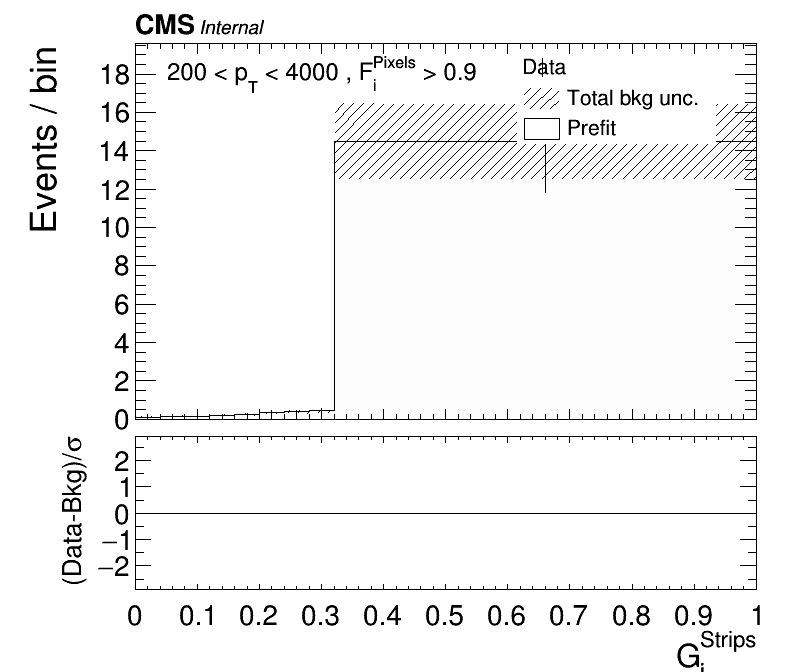 CMS Internal
200 < p_T < 4000 , F_i^Pixels > 0.9
Data
Total bkg unc.
Prefit
Events / bin
18
16
14
12
10
8
6
4
2
0
(Data-Bkg)/σ
2
1
0
−1
−2
0 0.1 0.2 0.3 0.4 0.5 0.6 0.7 0.8 0.9 1
G_i^Strips